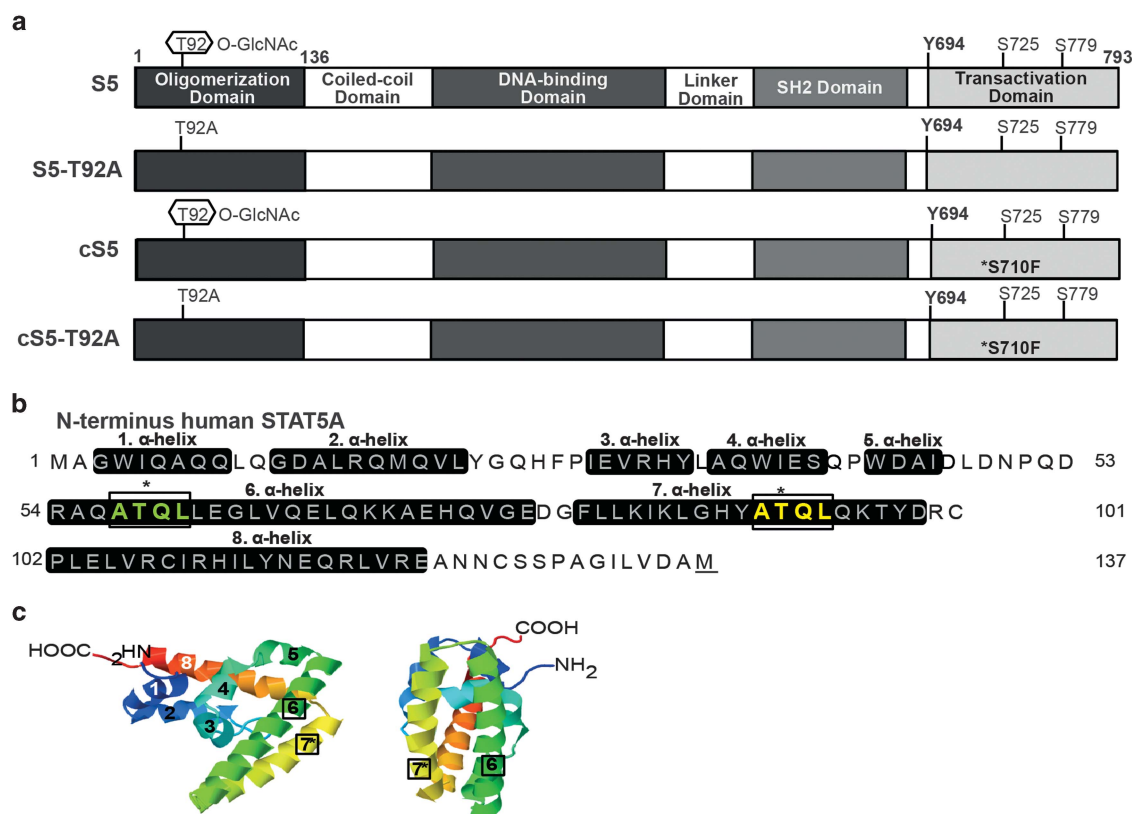 a
T92 O-GlcNAc
1 136 Y694 S725 S779 793
S5 Oligomerization Domain Coiled-coil Domain DNA-binding Domain Linker Domain SH2 Domain Transactivation Domain
T92A Y694 S725 S779
S5-T92A
T92 O-GlcNAc Y694 S725 S779
cS5 *S710F
T92A Y694 S725 S779
cS5-T92A *S710F
b
N-terminus human STAT5A
1. α-helix 2. α-helix 3. α-helix 4. α-helix 5. α-helix
1 MAGWIQAQQLQGDALRQMQVLYGQHFPIEVRHYLAQWIESQPWDAIDLDNPQD 53
* 6. α-helix 7. α-helix *
54 RAQATQLLEGLVQELQKKAEHQVGEDGFLLKIKLGHYATQLQKTYDRC 101
8. α-helix
102 PLELVRCIRHILYNEQRLVREANNCSSPAGILVDAM 137
c
HOOC 2HN 8 5 1 4 2 3 6 7*
COOH
NH2
7* 6